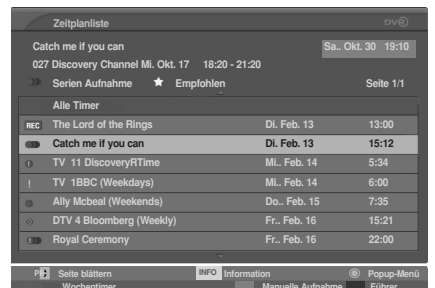 Zeitplanliste DVB
Catch me if you can Sa.. Okt. 30 19:10
027 Discovery Channel Mi. Okt. 17 18:20 - 21:20
Serien Aufnahme Empfohlen Seite 1/1
Alle Timer
REC The Lord of the Rings Di. Feb. 13 13:00
Catch me if you can Di. Feb. 13 15:12
TV 11 DiscoveryRTime Mi.. Feb. 14 5:34
! TV 1BBC (Weekdays) Mi.. Feb. 14 6:00
Ally Mcbeal (Weekends) Do.. Feb. 15 7:35
DTV 4 Bloomberg (Weekly) Fr.. Feb. 16 15:21
Royal Ceremony Fr.. Feb. 16 22:00
P Seite blättern INFO Information Popup-Menü
Wochentimer Manuelle Aufnahme Führer